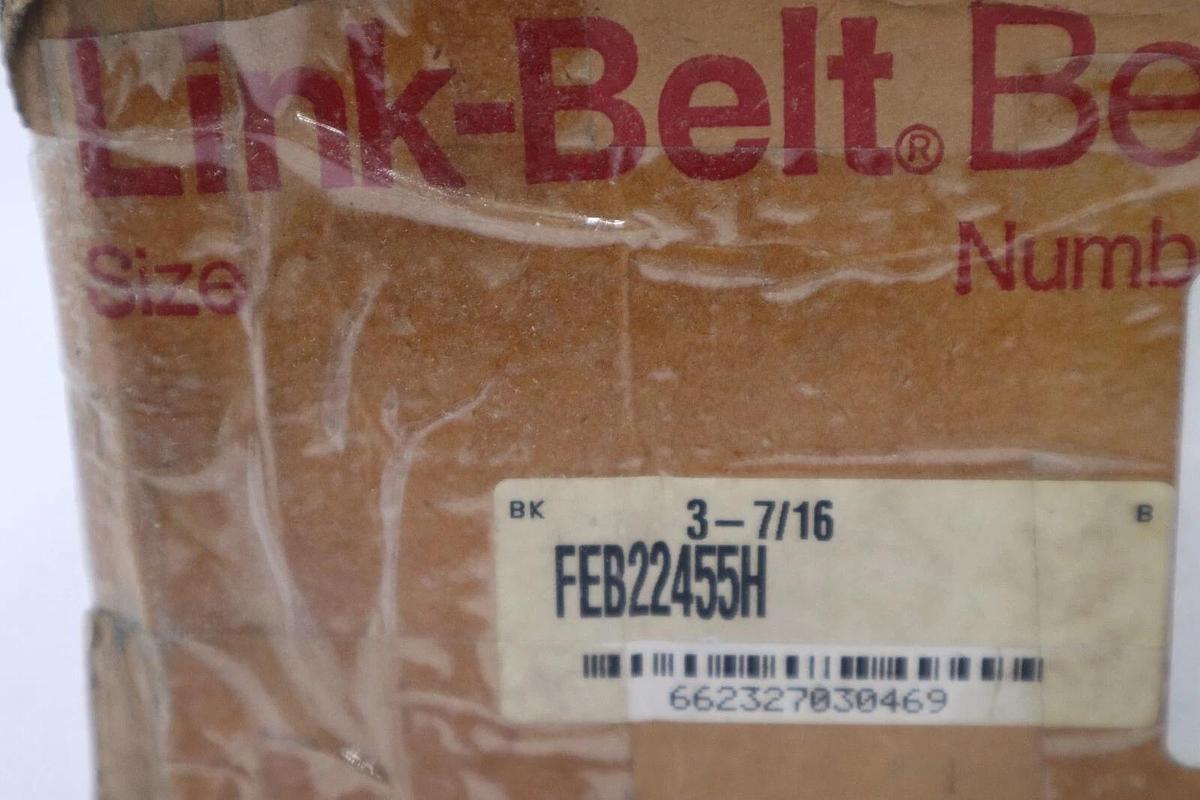 Link-Belt® Be
Size Numb
BK 3-7/16 B
FEB22455H
662327030469